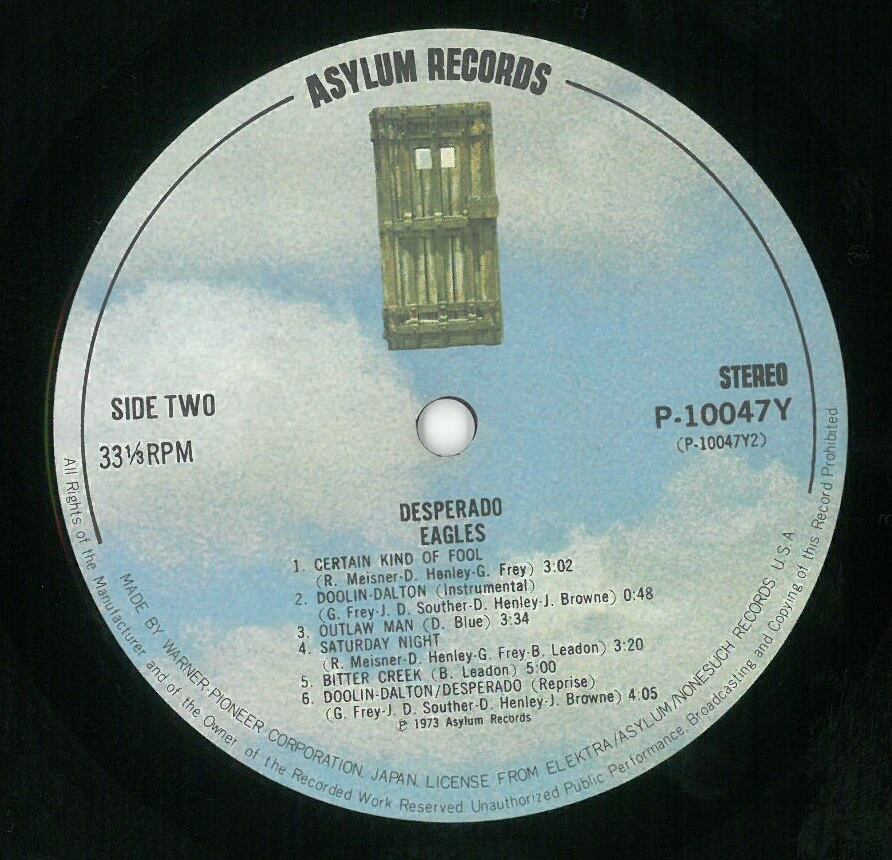 ASYLUM RECORDS
STEREO
SIDE TWO
P-10047Y
33⅓ RPM
(P-10047Y2)
DESPERADO
EAGLES
1. CERTAIN KIND OF FOOL
(R. Meisner-D. Henley-G. Frey) 3:02
2. DOOLIN-DALTON (Instrumental)
(G. Frey-J. D. Souther-D. Henley-J. Browne) 0:48
3. OUTLAW MAN (D. Blue) 3:34
4. SATURDAY NIGHT
(R. Meisner-D. Henley-G. Frey-B. Leadon) 3:20
5. BITTER CREEK (B. Leadon) 5:00
6. DOOLIN-DALTON/DESPERADO (Reprise)
(G. Frey-J. D. Souther-D. Henley-J. Browne) 4:05
℗ 1973 Asylum Records
MADE BY WARNER-PIONEER CORPORATION, JAPAN. LICENSE FROM ELEKTRA/ASYLUM/NONESUCH RECORDS U.S.A
All Rights of the Manufacturer and of the Owner of the Recorded Work Reserved. Unauthorized Public Performance, Broadcasting and Copying of this Record Prohibited.